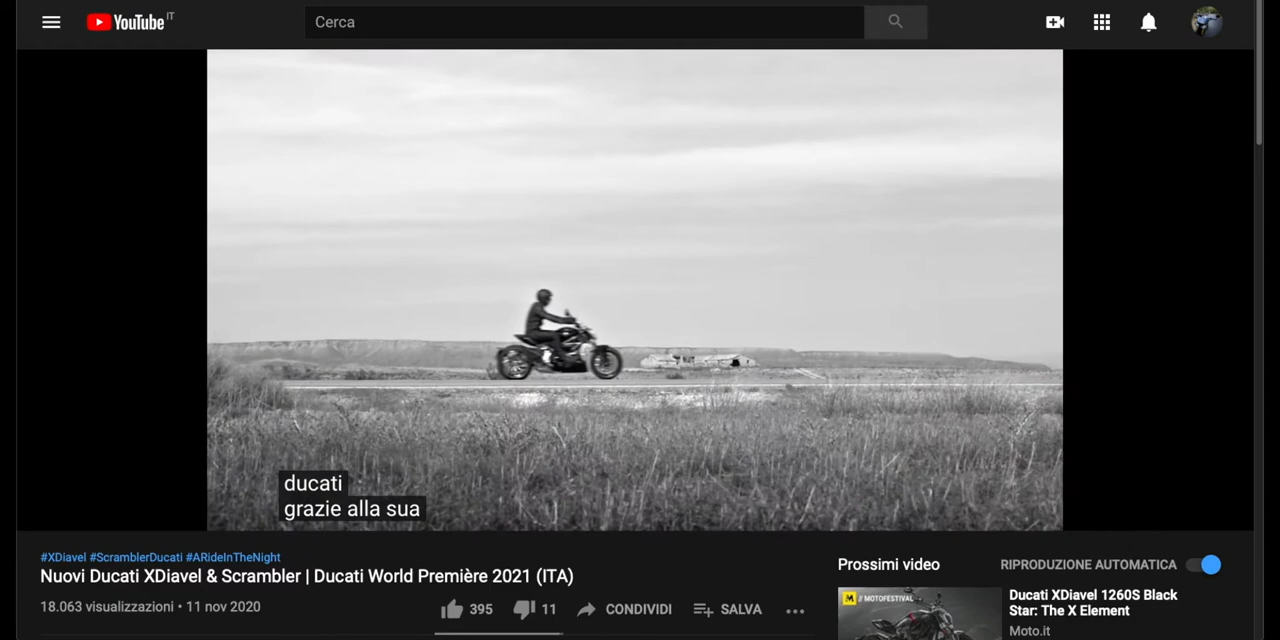 YouTube IT
Cerca
ducati
grazie alla sua
#XDiavel #ScramblerDucati #ARideInTheNight
Nuovi Ducati XDiavel & Scrambler | Ducati World Première 2021 (ITA)
18.063 visualizzazioni • 11 nov 2020
395
11
CONDIVIDI
SALVA
Prossimi video
RIPRODUZIONE AUTOMATICA
M // MOTOFESTIVAL
Ducati XDiavel 1260S Black
Star: The X Element
Moto.it